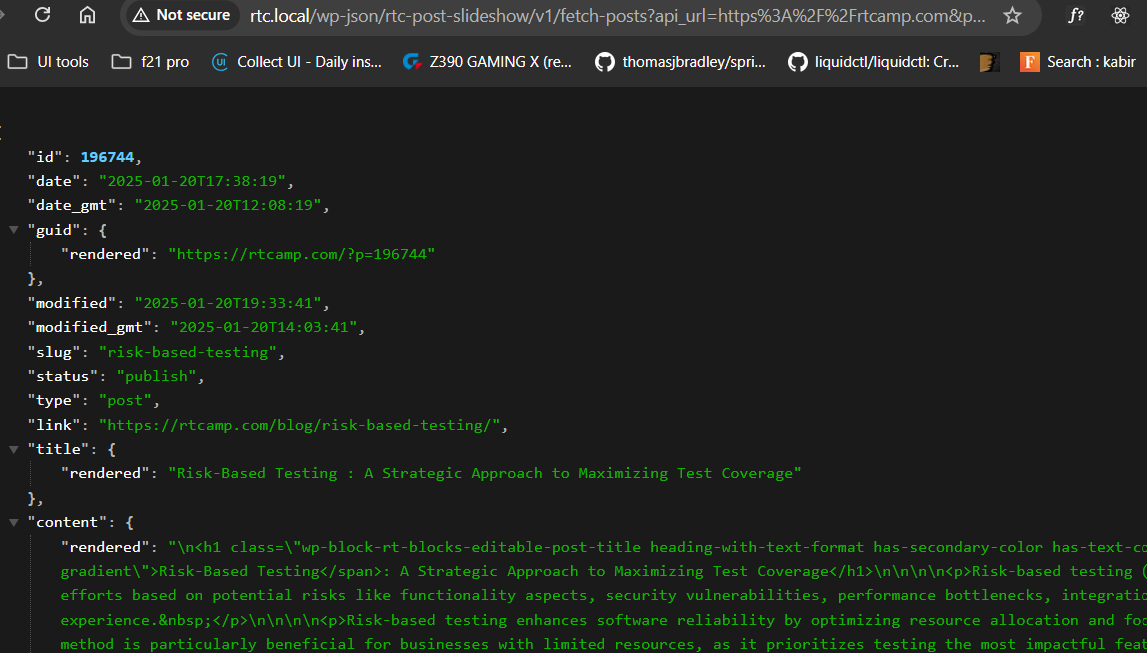 Not secure rtc.local/wp-json/rtc-post-slideshow/v1/fetch-posts?api_url=https%3A%2F%2Frtcamp.com&p... f?
UI tools f21 pro UI Collect UI - Daily ins... Z390 GAMING X (re... thomasjbradley/spri... liquidctl/liquidctl: Cr... F Search : kabir
"id": 196744,
"date": "2025-01-20T17:38:19",
"date_gmt": "2025-01-20T12:08:19",
"guid": {
"rendered": "https://rtcamp.com/?p=196744"
},
"modified": "2025-01-20T19:33:41",
"modified_gmt": "2025-01-20T14:03:41",
"slug": "risk-based-testing",
"status": "publish",
"type": "post",
"link": "https://rtcamp.com/blog/risk-based-testing/",
"title": {
"rendered": "Risk-Based Testing : A Strategic Approach to Maximizing Test Coverage"
},
"content": {
"rendered": "\n<h1 class=\"wp-block-rt-blocks-editable-post-title heading-with-text-format has-secondary-color has-text-co
gradient\">Risk-Based Testing</span>: A Strategic Approach to Maximizing Test Coverage</h1>\n\n\n\n<p>Risk-based testing (
efforts based on potential risks like functionality aspects, security vulnerabilities, performance bottlenecks, integratio
experience.&nbsp;</p>\n\n\n\n<p>Risk-based testing enhances software reliability by optimizing resource allocation and foc
method is particularly beneficial for businesses with limited resources, as it prioritizes testing the most impactful feat